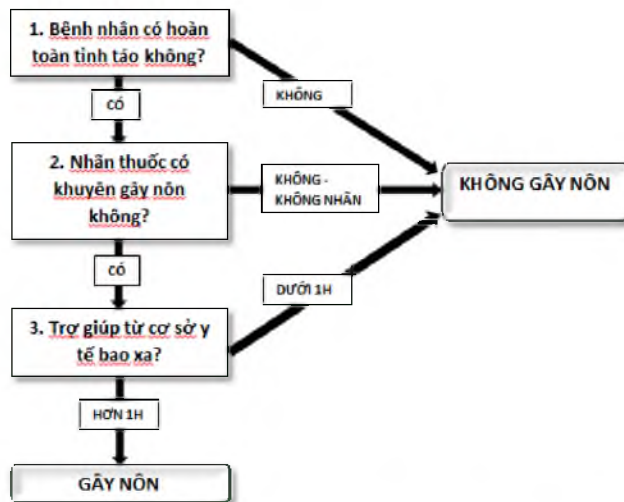 1. Bệnh nhân có hoàn
toàn tỉnh táo không?
CÓ
KHÔNG
2. Nhãn thuốc có
khuyên gây nôn
không?
KHÔNG -
KHÔNG NHÃN
KHÔNG GÂY NÔN
CÓ
3. Trợ giúp từ cơ sở y
tế bao xa?
DƯỚI 1H
HƠN 1H
GÂY NÔN